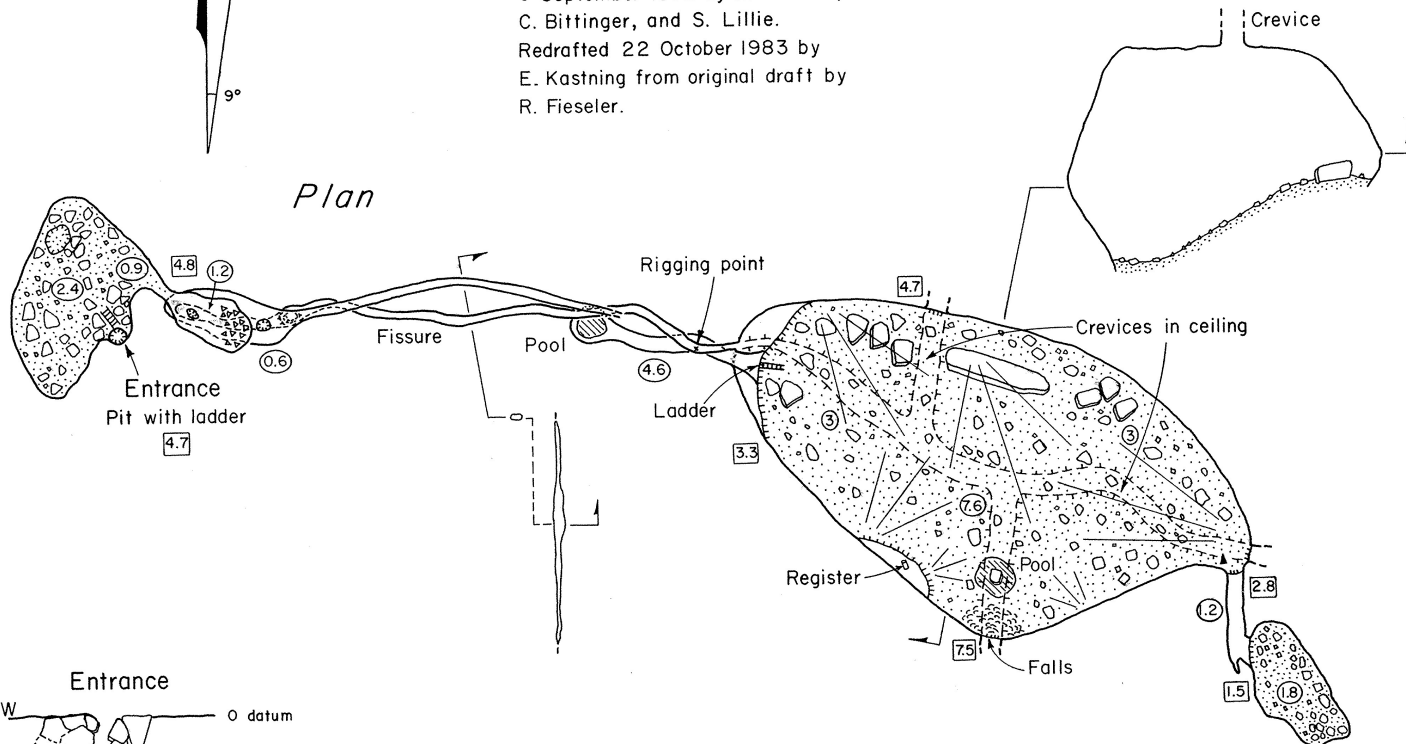 C. Bittinger, and S. Lillie.
Redrafted 22 October 1983 by
E. Kastning from original draft by
R. Fieseler.
Crevice
9°
Plan
0.9
4.8
1.2
2.4
Rigging point
4.7
Crevices in ceiling
Fissure
Pool
0.6
4.6
Entrance
Pit with ladder
4.7
Ladder
3
3
3.3
7.6
Pool
Register
2.8
1.2
7.5
Falls
1.5
1.8
Entrance
W
0 datum